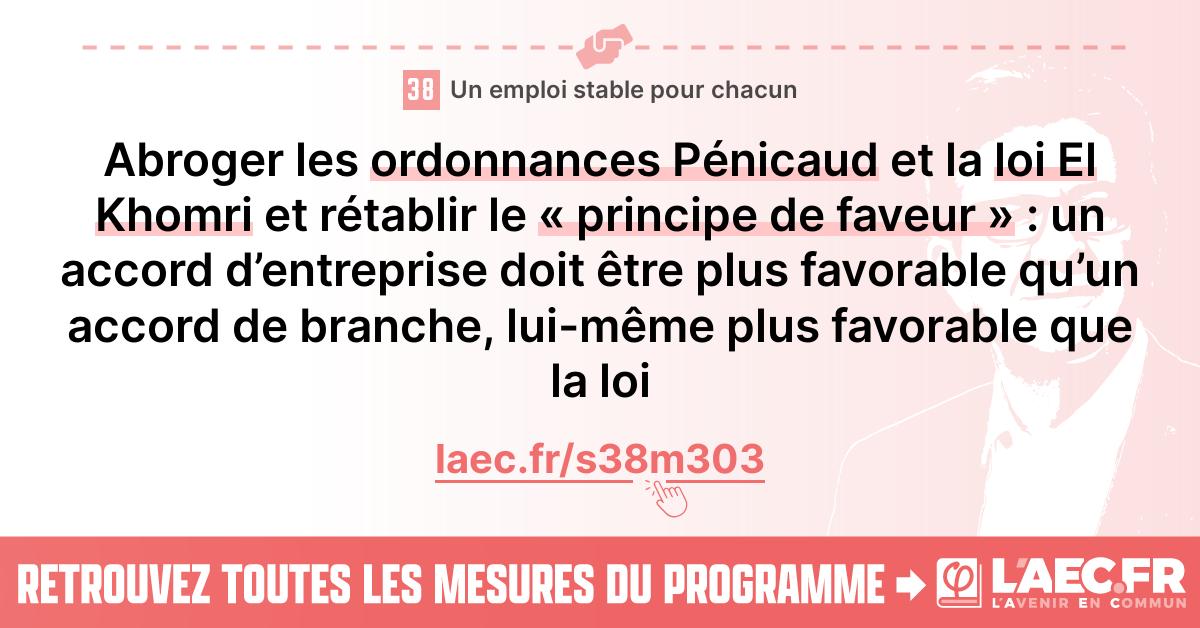 38 Un emploi stable pour chacun
Abroger les ordonnances Pénicaud et la loi El
Khomri et rétablir le « principe de faveur » : un
accord d’entreprise doit être plus favorable qu’un
accord de branche, lui-même plus favorable que
la loi
laec.fr/s38m303
RETROUVEZ TOUTES LES MESURES DU PROGRAMME
φ L'AEC.FR
L'AVENIR EN COMMUN